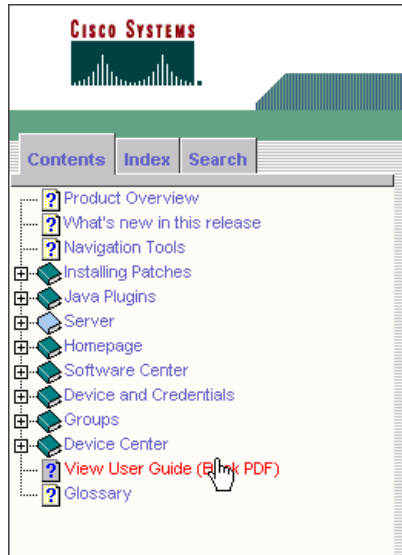 CISCO SYSTEMS
Contents Index Search
Product Overview
What's new in this release
Navigation Tools
Installing Patches
Java Plugins
Server
Homepage
Software Center
Device and Credentials
Groups
Device Center
View User Guide (Book PDF)
Glossary